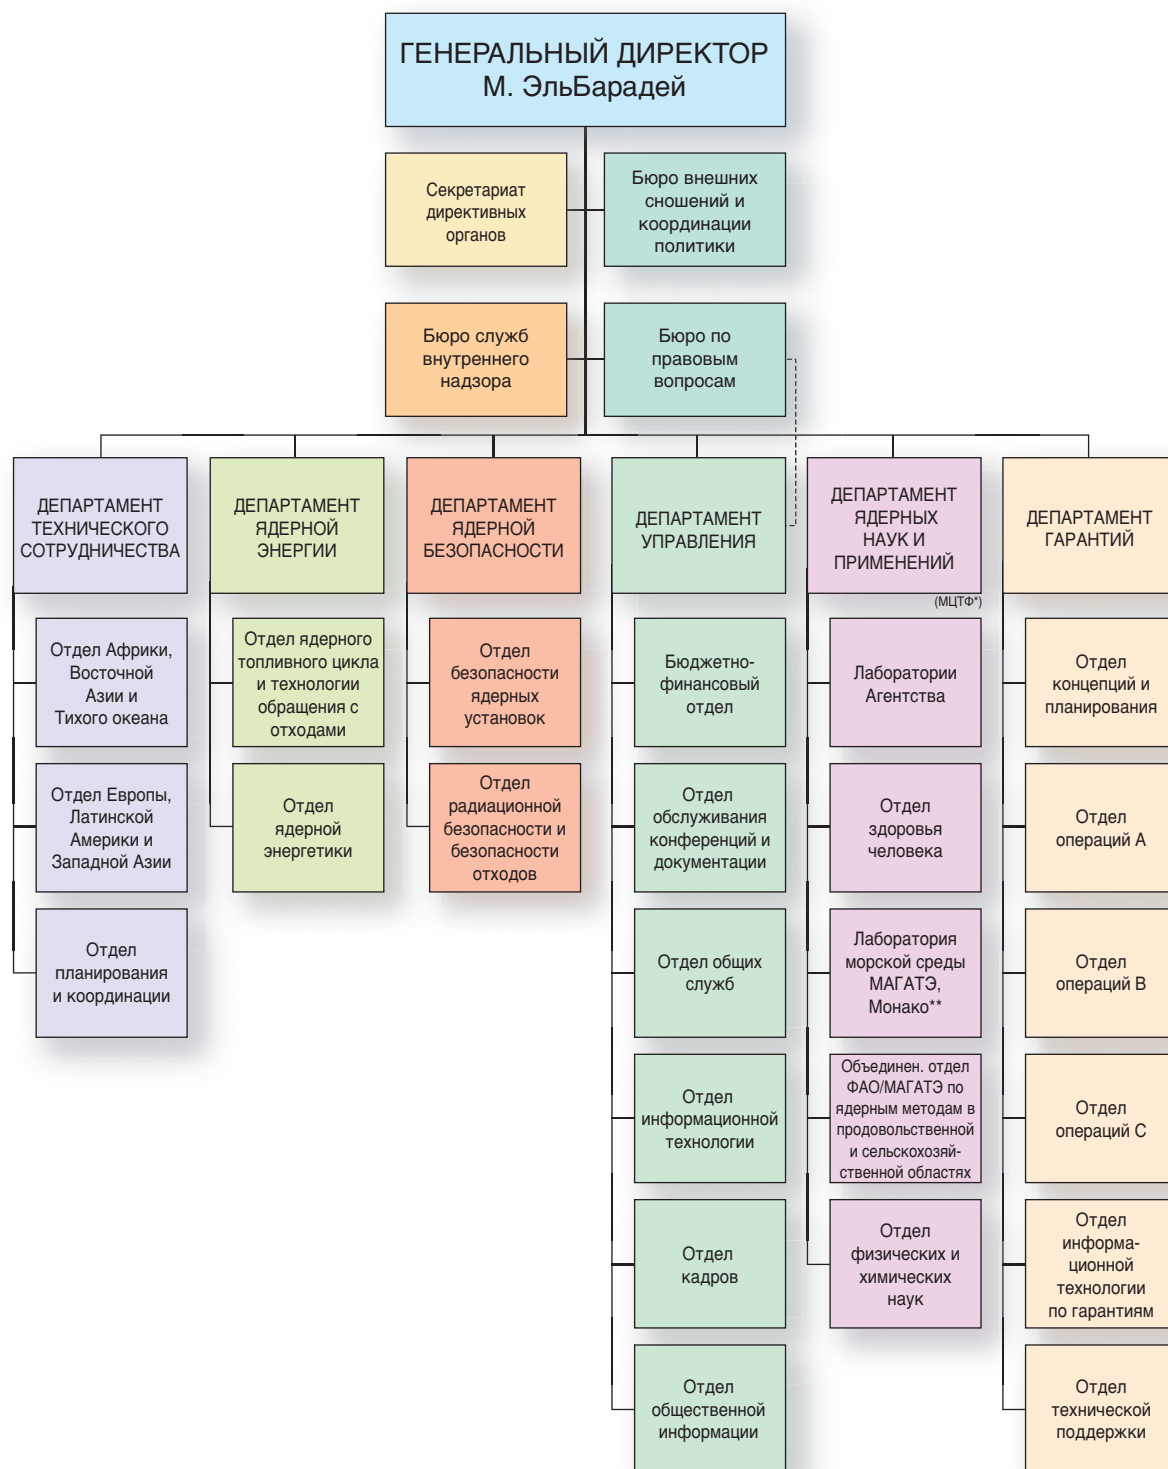 ГЕНЕРАЛЬНЫЙ ДИРЕКТОР
М. ЭльБарадей
Секретариат
директивных
органов
Бюро внешних
сношений и
координации
политики
Бюро служб
внутреннего
надзора
Бюро по
правовым
вопросам
ДЕПАРТАМЕНТ
ТЕХНИЧЕСКОГО
СОТРУДНИЧЕСТВА
Отдел Африки,
Восточной
Азии и
Тихого океана
Отдел Европы,
Латинской
Америки и
Западной Азии
Отдел
планирования
и координации
ДЕПАРТАМЕНТ
ЯДЕРНОЙ
ЭНЕРГИИ
Отдел ядерного
топливного цикла
и технологии
обращения с
отходами
Отдел
ядерной
энергетики
ДЕПАРТАМЕНТ
ЯДЕРНОЙ
БЕЗОПАСНОСТИ
Отдел
безопасности
ядерных
установок
Отдел
радиационной
безопасности и
безопасности
отходов
ДЕПАРТАМЕНТ
УПРАВЛЕНИЯ
Бюджетно-
финансовый
отдел
Отдел
обслуживания
конференций и
документации
Отдел общих
служб
Отдел
информационной
технологии
Отдел
кадров
Отдел
общественной
информации
ДЕПАРТАМЕНТ
ЯДЕРНЫХ
НАУК И
ПРИМЕНЕНИЙ
(МЦТФ*)
Лаборатории
Агентства
Отдел
здоровья
человека
Лаборатория
морской среды
МАГАТЭ,
Монако**
Объединен. отдел
ФАО/МАГАТЭ по
ядерным методам в
продовольственной
и сельскохозяй-
ственной областях
Отдел
физических и
химических
наук
ДЕПАРТАМЕНТ
ГАРАНТИЙ
Отдел
концепций и
планирования
Отдел
операций А
Отдел
операций В
Отдел
операций С
Отдел
информа-
ционной
технологии
по гарантиям
Отдел
технической
поддержки